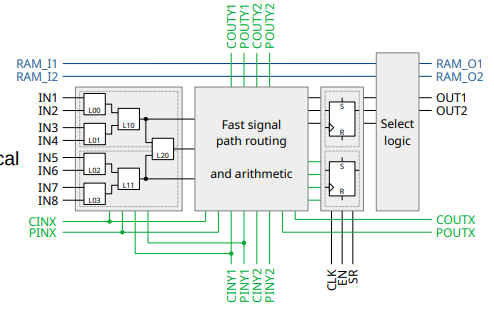 COUTY1
POUTY1
COUTY2
POUTY2
RAM_I1
RAM_I2
RAM_O1
RAM_O2
IN1
IN2
IN3
IN4
IN5
IN6
IN7
IN8
cal
L00
L01
L02
L03
L10
L11
L20
Fast signal
path routing
and arithmetic
S
R
S
R
Select
logic
OUT1
OUT2
CINX
PINX
COUTX
POUTX
CINY1
PINY1
CINY2
PINY2
CLK
EN
SR